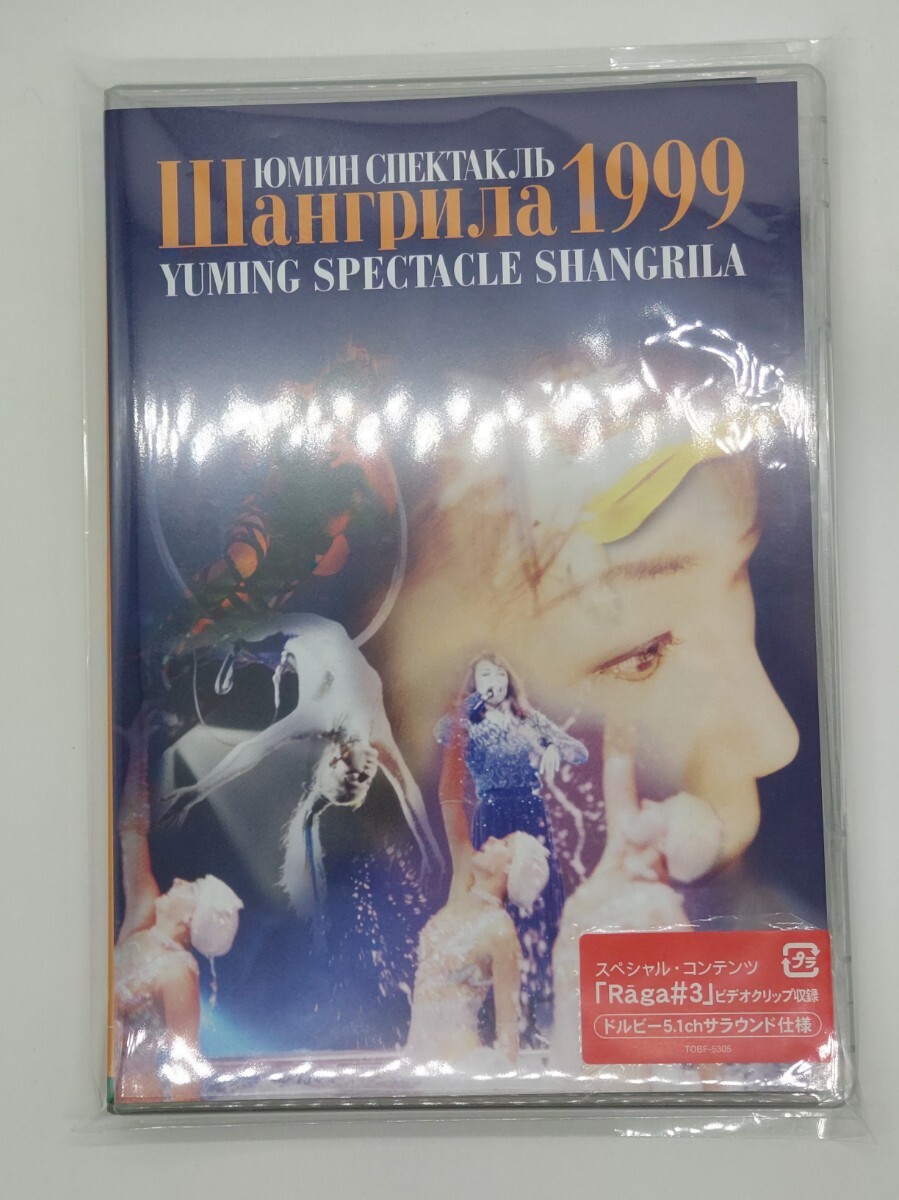 ЮМИН СПЕКТАКЛЬ
Шангрила 1999
YUMING SPECTACLE SHANGRILA
スペシャル・コンテンツ
「Rāga#3」ビデオクリップ収録
ドルビー5.1chサラウンド仕様
TOBF-5305
プラ